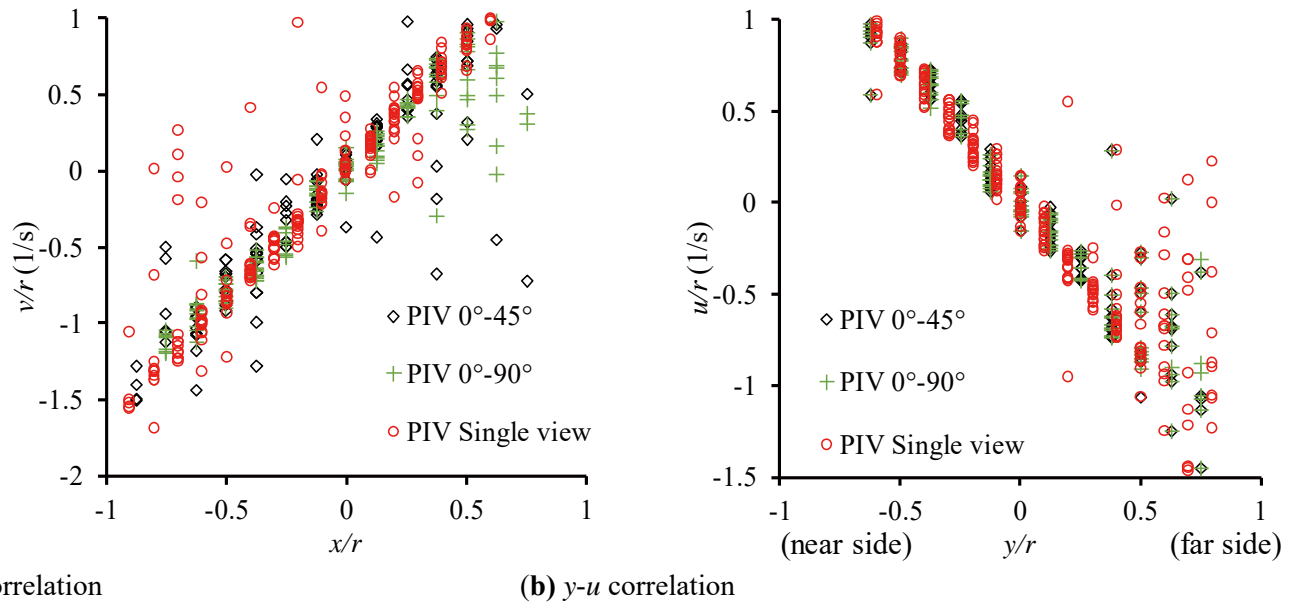 1
0.5
0
-0.5
-1
-1.5
-2
v/r (1/s)
PIV 0°-45°
PIV 0°-90°
PIV Single view
-1
-0.5
0
0.5
1
x/r
orrelation
1
0.5
0
-0.5
-1
-1.5
u/r (1/s)
PIV 0°-45°
PIV 0°-90°
PIV Single view
-1
-0.5
0
0.5
1
(near side)
y/r
(far side)
(b) y-u correlation